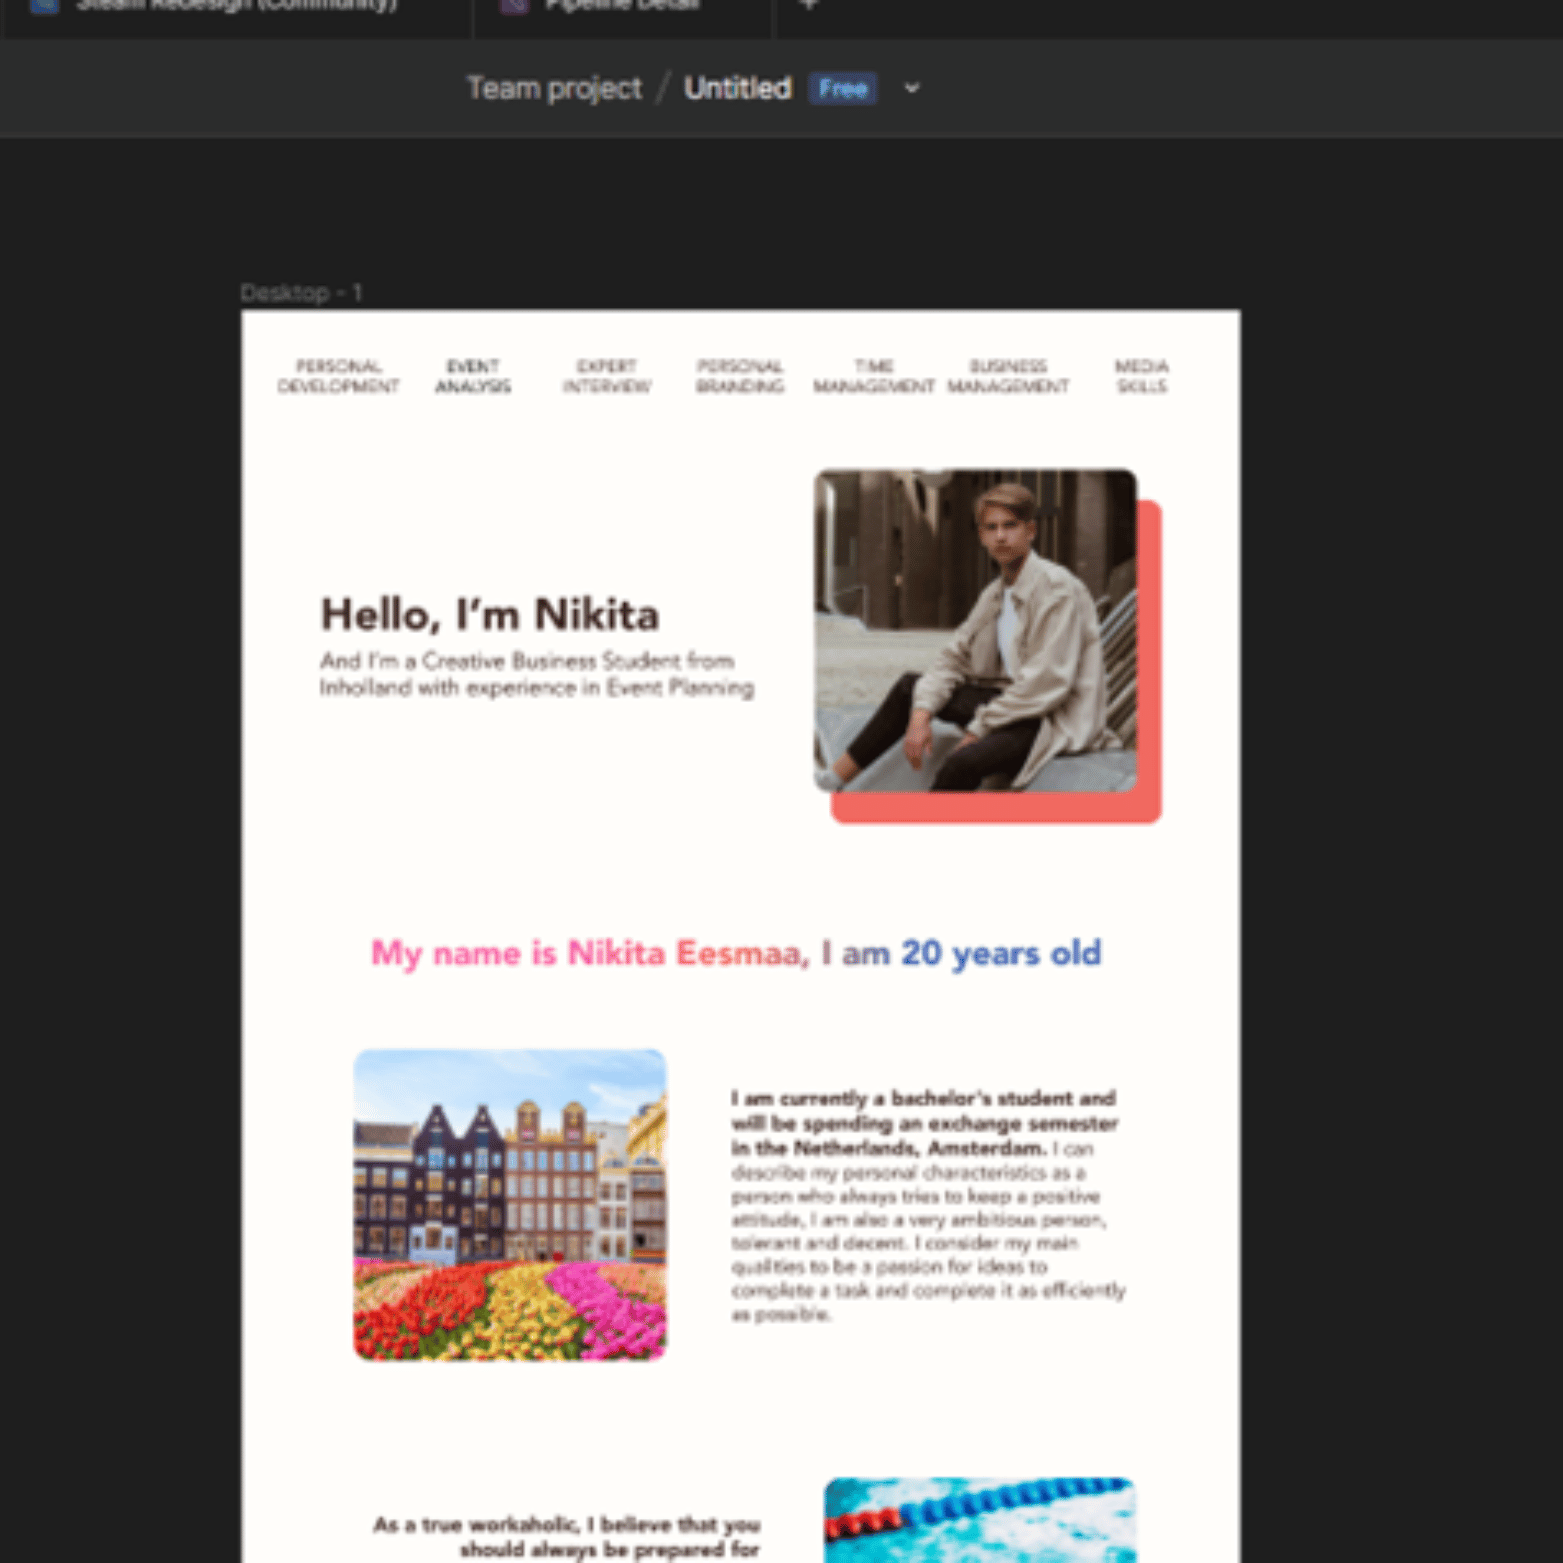 Steam Redesign (Community)
Pipeline Detail
+
Team project / Untitled Free
Desktop - 1
PERSONAL DEVELOPMENT
EVENT ANALYSIS
EXPERT INTERVIEW
PERSONAL BRANDING
TIME MANAGEMENT
BUSINESS MANAGEMENT
MEDIA SKILLS
Hello, I'm Nikita
And I'm a Creative Business Student from
Inholland with experience in Event Planning
My name is Nikita Eesmaa, I am 20 years old
I am currently a bachelor's student and
will be spending an exchange semester
in the Netherlands, Amsterdam. I can
describe my personal characteristics as a
person who always tries to keep a positive
attitude, I am also a very ambitious person,
tolerant and decent. I consider my main
qualities to be a passion for ideas to
complete a task and complete it as efficiently
as possible.
As a true workaholic, I believe that you
should always be prepared for